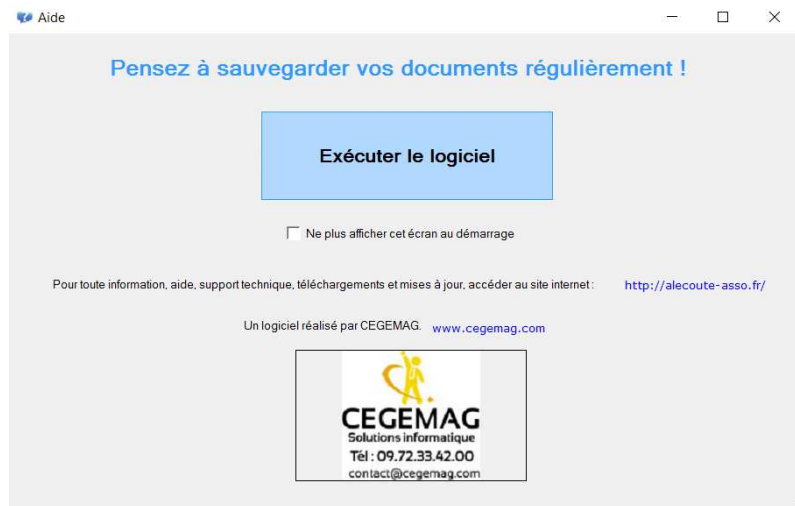 Aide
Pensez à sauvegarder vos documents régulièrement !
Exécuter le logiciel
Ne plus afficher cet écran au démarrage
Pour toute information, aide, support technique, téléchargements et mises à jour, accéder au site internet : http://alecoute-asso.fr/
Un logiciel réalisé par CEGEMAG. www.cegemag.com
CEGEMAG
Solutions informatique
Tél : 09.72.33.42.00
contact@cegemag.com